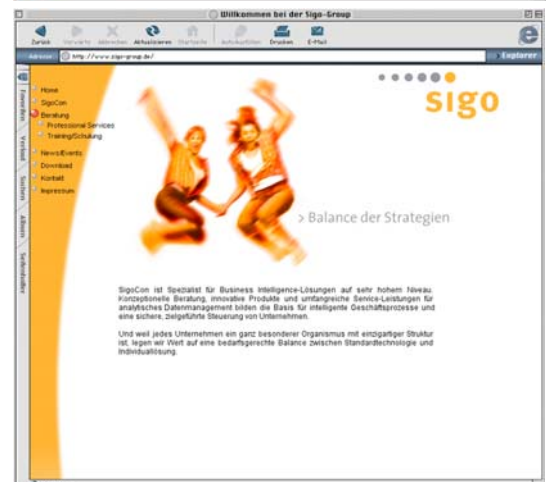 Willkommen bei der Sigo-Group
Zurück Vorwärts Abbrechen Aktualisieren Startseite AutoAusfüllen Drucken E-Mail
Adresse http://www.sigo-group.de/ Explorer
Favoriten
Verlauf
Suchen
Alben
Seitenhalter
Home
SigoCon
Beratung
Professional Services
Training/Schulung
News/Events
Download
Kontakt
Impressum
sigo
> Balance der Strategien
SigoCon ist Spezialist für Business Intelligence-Lösungen auf sehr hohem Niveau.
Konzeptionelle Beratung, innovative Produkte und umfangreiche Service-Leistungen für
analytisches Datenmanagement bilden die Basis für intelligente Geschäftsprozesse und
eine sichere, zielgeführte Steuerung von Unternehmen.
Und weil jedes Unternehmen ein ganz besonderer Organismus mit einzigartiger Struktur
ist, legen wir Wert auf eine bedarfsgerechte Balance zwischen Standardtechnologie und
Individuallösung.